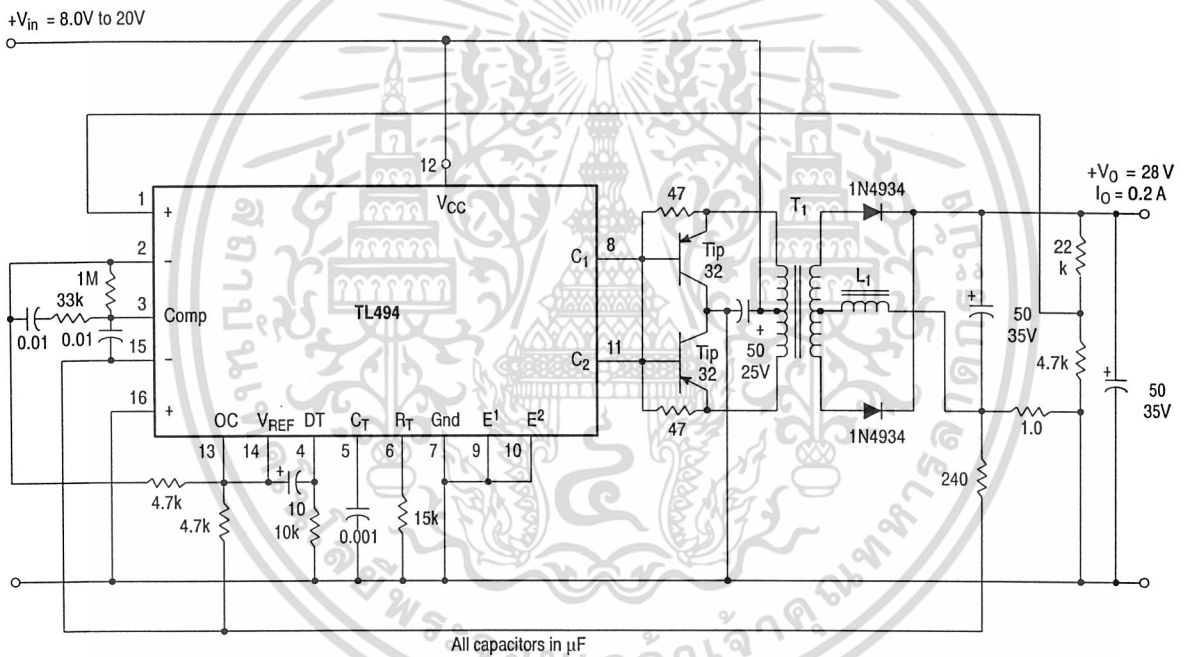 +Vin = 8.0V to 20V
12
VCC
+VO = 28 V
IO = 0.2 A
1N4934
T1
47
1
+
2
−
1M
33k
3
Comp
0.01
0.01
15
−
16
+
TL494
C1
8
C2
11
Tip
32
Tip
32
47
+
50
25V
L1
1N4934
22
k
+
50
35V
4.7k
+
50
35V
1.0
240
OC
VREF
DT
CT
RT
Gnd
E1
E2
13
14
4
5
6
7
9
10
+
4.7k
4.7k
10
10k
0.001
15k
All capacitors in μF